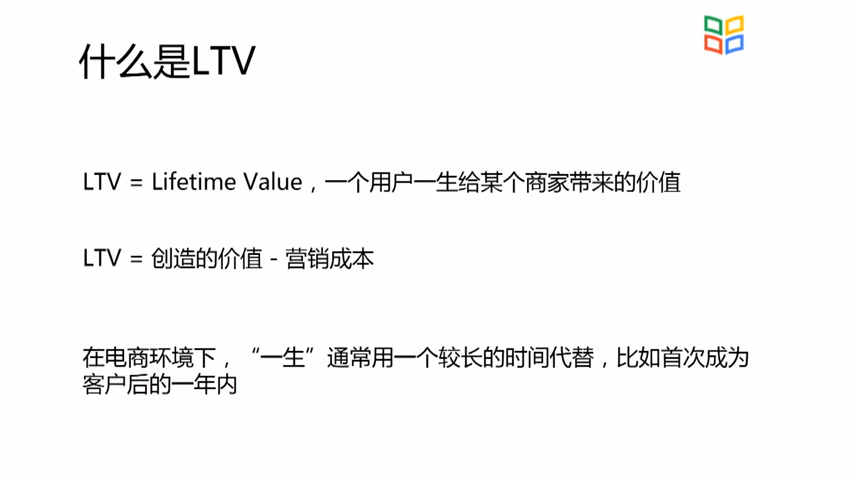 什么是LTV
LTV = Lifetime Value，一个用户一生给某个商家带来的价值
LTV = 创造的价值 - 营销成本
在电商环境下，“一生”通常用一个较长的时间代替，比如首次成为
客户后的一年内